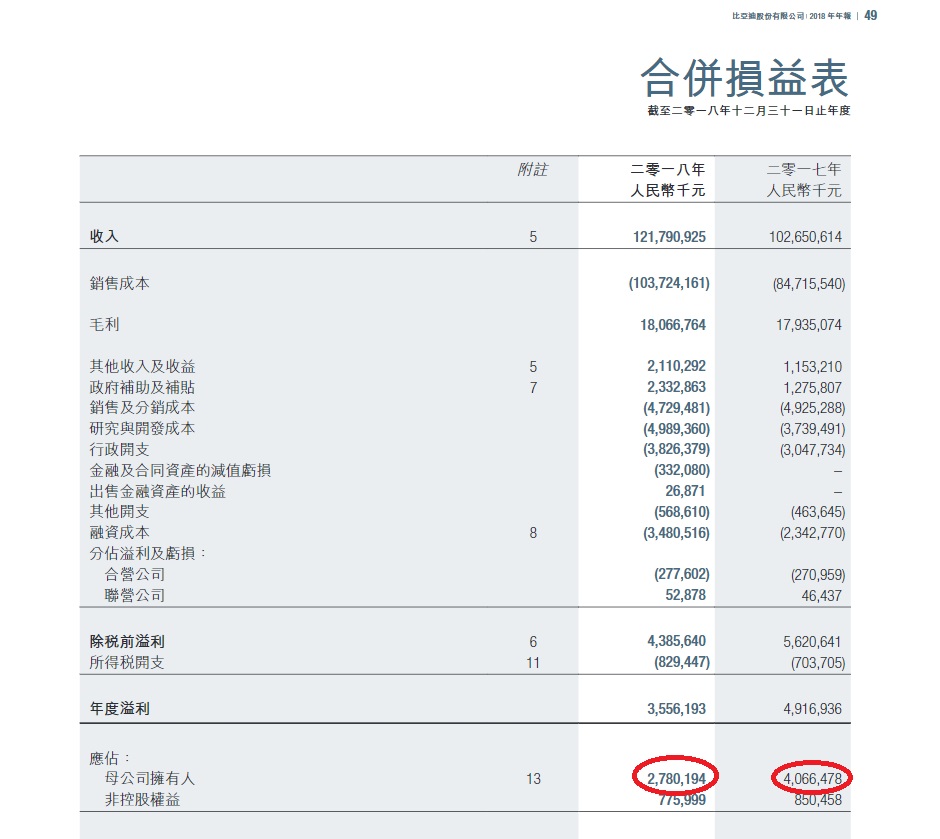 比亞迪股份有限公司 | 2018 年年報 | 49
合併損益表
截至二零一八年十二月三十一日止年度
附註 二零一八年 二零一七年
人民幣千元 人民幣千元
收入 5 121,790,925 102,650,614
銷售成本 (103,724,161) (84,715,540)
毛利 18,066,764 17,935,074
其他收入及收益 5 2,110,292 1,153,210
政府補助及補貼 7 2,332,863 1,275,807
銷售及分銷成本 (4,729,481) (4,925,288)
研究與開發成本 (4,989,360) (3,739,491)
行政開支 (3,826,379) (3,047,734)
金融及合同資產的減值虧損 (332,080) –
出售金融資產的收益 26,871 –
其他開支 (568,610) (463,645)
融資成本 8 (3,480,516) (2,342,770)
分佔溢利及虧損：
合營公司 (277,602) (270,959)
聯營公司 52,878 46,437
除税前溢利 6 4,385,640 5,620,641
所得税開支 11 (829,447) (703,705)
年度溢利 3,556,193 4,916,936
應佔：
母公司擁有人 13 2,780,194 4,066,478
非控股權益 775,999 850,458